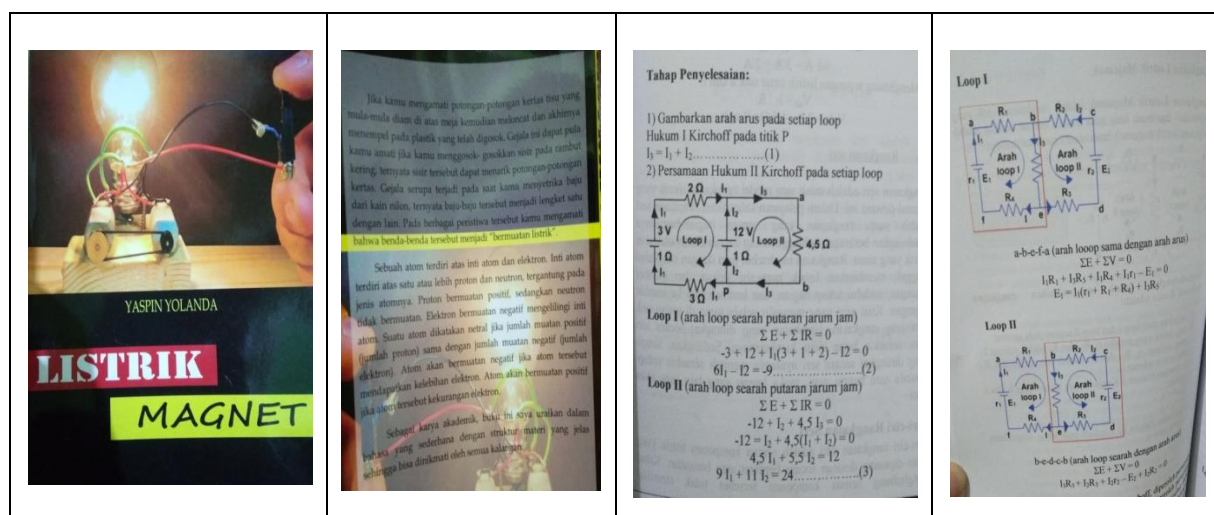 YASPIN YOLANDA
LISTRIK
MAGNET
Jika kamu mengamati potongan-potongan kertas tisu yang
mula-mula diam di atas meja kemudian meloncat dan akhirnya
menempel pada plastik yang telah digosok. Gejala ini dapat pula
kamu amati jika kamu menggosok- gosokkan sisir pada rambut
kering, ternyata sisir tersebut dapat menarik potongan-potongan
kertas. Gejala serupa terjadi pada saat kamu menyetrika baju
dari kain nilon, ternyata baju-baju tersebut menjadi lengket satu
dengan lain. Pada berbagai peristiwa tersebut kamu mengamati
bahwa benda-benda tersebut menjadi "bermuatan listrik".
Sebuah atom terdiri atas inti atom dan elektron. Inti atom
terdiri atas satu atau lebih proton dan neutron, tergantung pada
jenis atomnya. Proton bermuatan positif, sedangkan neutron
tidak bermuatan. Elektron bermuatan negatif mengelilingi inti
atom. Suatu atom dikatakan netral jika jumlah muatan positif
(jumlah proton) sama dengan jumlah muatan negatif (jumlah
elektron). Atom akan bermuatan negatif jika atom tersebut
mendapatkan kelebihan elektron. Atom akan bermuatan positif
jika atom tersebut kekurangan elektron.
Sebagai karya akademik, buku ini saya uraikan dalam
bahasa yang sederhana dengan struktur materi yang jelas
sehingga bisa dinikmati oleh semua kalangan.
Tahap Penyelesaian:
1) Gambarkan arah arus pada setiap loop
Hukum I Kirchoff pada titik P
I₃ = I₁ + I₂..................(1)
2) Persamaan Hukum II Kirchoff pada setiap loop
2 Ω I₁ I₃ a
I₁ I₂
3 V 12 V
Loop I Loop II 4,5 Ω
1 Ω 1 Ω
I₁ I₂
3 Ω I₁ P I₃ b
Loop I (arah loop searah putaran jarum jam)
Σ E + Σ IR = 0
-3 + 12 + I₁(3 + 1 + 2) – I2 = 0
6I₁ – I2 = -9....................(2)
Loop II (arah loop searah putaran jarum jam)
Σ E + Σ IR = 0
-12 + I₂ + 4,5 I₃ = 0
-12 = I₂ + 4,5(I₁ + I₂) = 0
4,5 I₁ + 5,5 I₂ = 12
9 I₁ + 11 I₂ = 24................(3)
Loop I
a R₁ b R₂ I₂ c
I₁ I₃
Arah loop I Arah loop II
r₁ E₁ r₂ E₂
R₄ R₃
f e d
a-b-e-f-a (arah looop sama dengan arah arus)
ΣE + ΣV = 0
I₁R₁ + I₃R₅ + I₁R₄ + I₁r₁ – E₁ = 0
E₁ = I₁(r₁ + R₁ + R₄) + I₃R₅
Loop II
a R₁ b R₂ I₂ c
I₁ I₃
Arah loop I Arah loop II
r₁ E₁ r₂ E₂
R₄ R₃
f e d
b-e-d-c-b (arah loop searah dengan arah arus)
ΣE + ΣV = 0